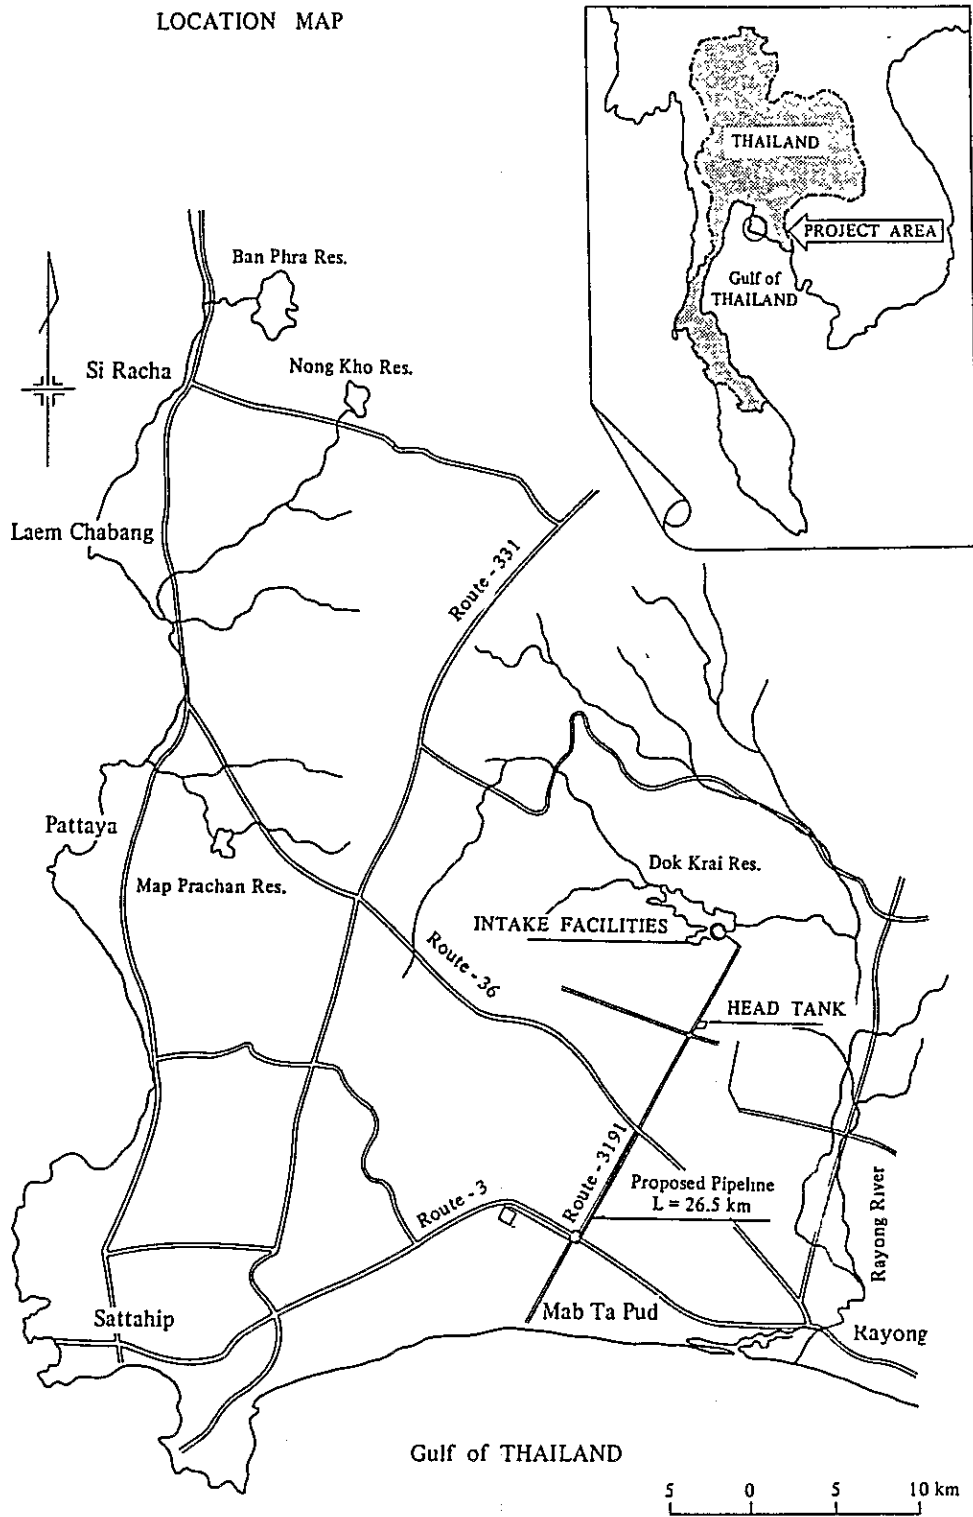 LOCATION MAP
THAILAND
PROJECT AREA
Gulf of
THAILAND
Ban Phra Res.
Si Racha
Nong Kho Res.
Laem Chabang
Route - 331
Pattaya
Map Prachan Res.
Dok Krai Res.
INTAKE FACILITIES
Route - 36
HEAD TANK
Route - 3191
Proposed Pipeline
L = 26.5 km
Route - 3
Rayong River
Sattahip
Mab Ta Pud
Rayong
Gulf of THAILAND
5 0 5 10 km